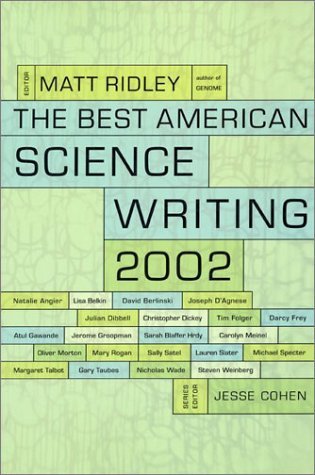 EDITOR
MATT RIDLEY
author of
GENOME
THE BEST AMERICAN
SCIENCE
WRITING
2002
Natalie Angier Lisa Belkin David Berlinski Joseph D'Agnese
Julian Dibbell Christopher Dickey Tim Folger Darcy Frey
Atul Gawande Jerome Groopman Sarah Blaffer Hrdy Carolyn Meinel
Oliver Morton Mary Rogan Sally Satel Lauren Slater Michael Specter
Margaret Talbot Gary Taubes Nicholas Wade Steven Weinberg
SERIES
EDITOR
JESSE COHEN